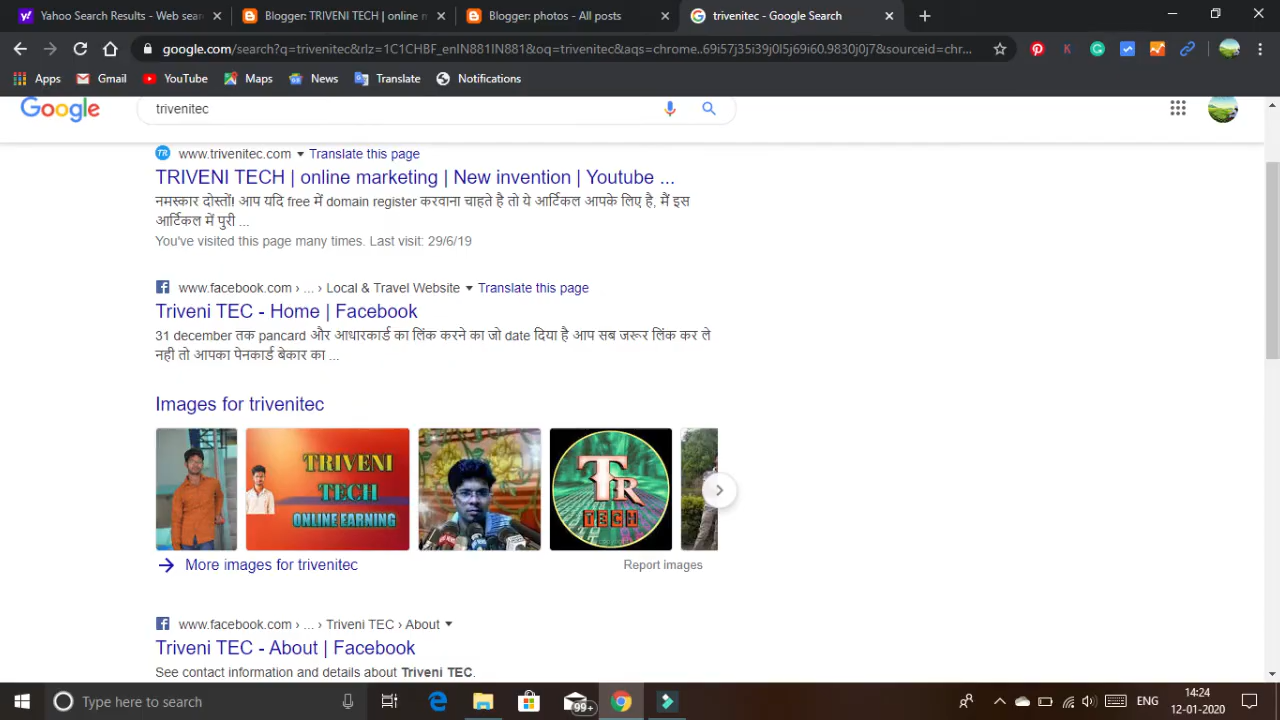 Yahoo Search Results - Web sear
Blogger: TRIVENI TECH | online m
Blogger: photos - All posts
trivenitec - Google Search
google.com/search?q=trivenitec&rlz=1C1CHBF_enIN881IN881&oq=trivenitec&aqs=chrome..69i57j35i39j0l5j69i60.9830j0j7&sourceid=chr...
Apps Gmail YouTube Maps News Translate Notifications
Google trivenitec
www.trivenitec.com Translate this page
TRIVENI TECH | online marketing | New invention | Youtube ...
नमस्कार दोस्तों! आप यदि free में domain register करवाना चाहते है तो ये आर्टिकल आपके लिए है, मैं इस
आर्टिकल में पुरी ...
You've visited this page many times. Last visit: 29/6/19
www.facebook.com › ... › Local & Travel Website Translate this page
Triveni TEC - Home | Facebook
31 december तक pancard और आधारकार्ड का लिंक करने का जो date दिया है आप सब जरूर लिंक कर ले
नही तो आपका पेनकार्ड बेकार का ...
Images for trivenitec
TRIVENI
TECH
ONLINE EARNING
TR
TECH
More images for trivenitec
Report images
www.facebook.com › ... › Triveni TEC › About
Triveni TEC - About | Facebook
See contact information and details about Triveni TEC.
Type here to search
99+
ENG
14:24
12-01-2020